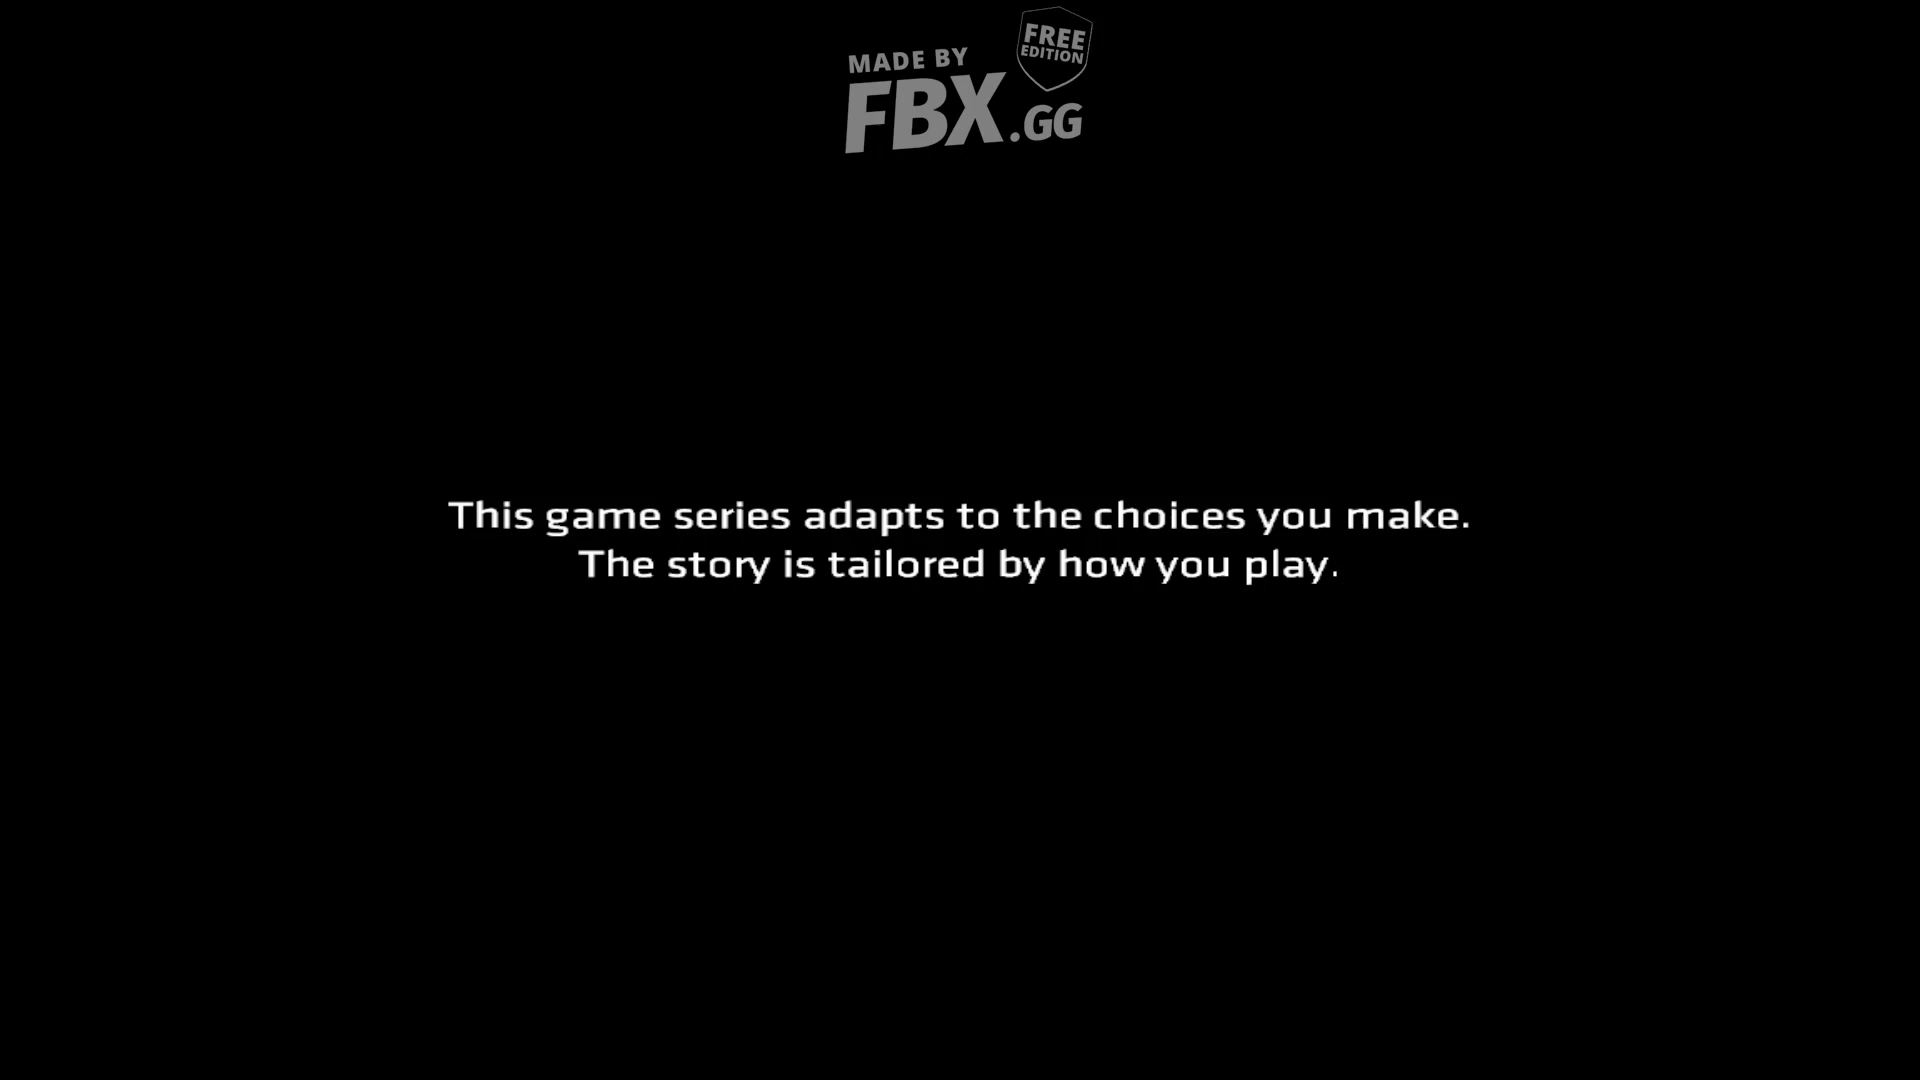 FREE
EDITION
MADE BY
FBX.GG
This game series adapts to the choices you make.
The story is tailored by how you play.